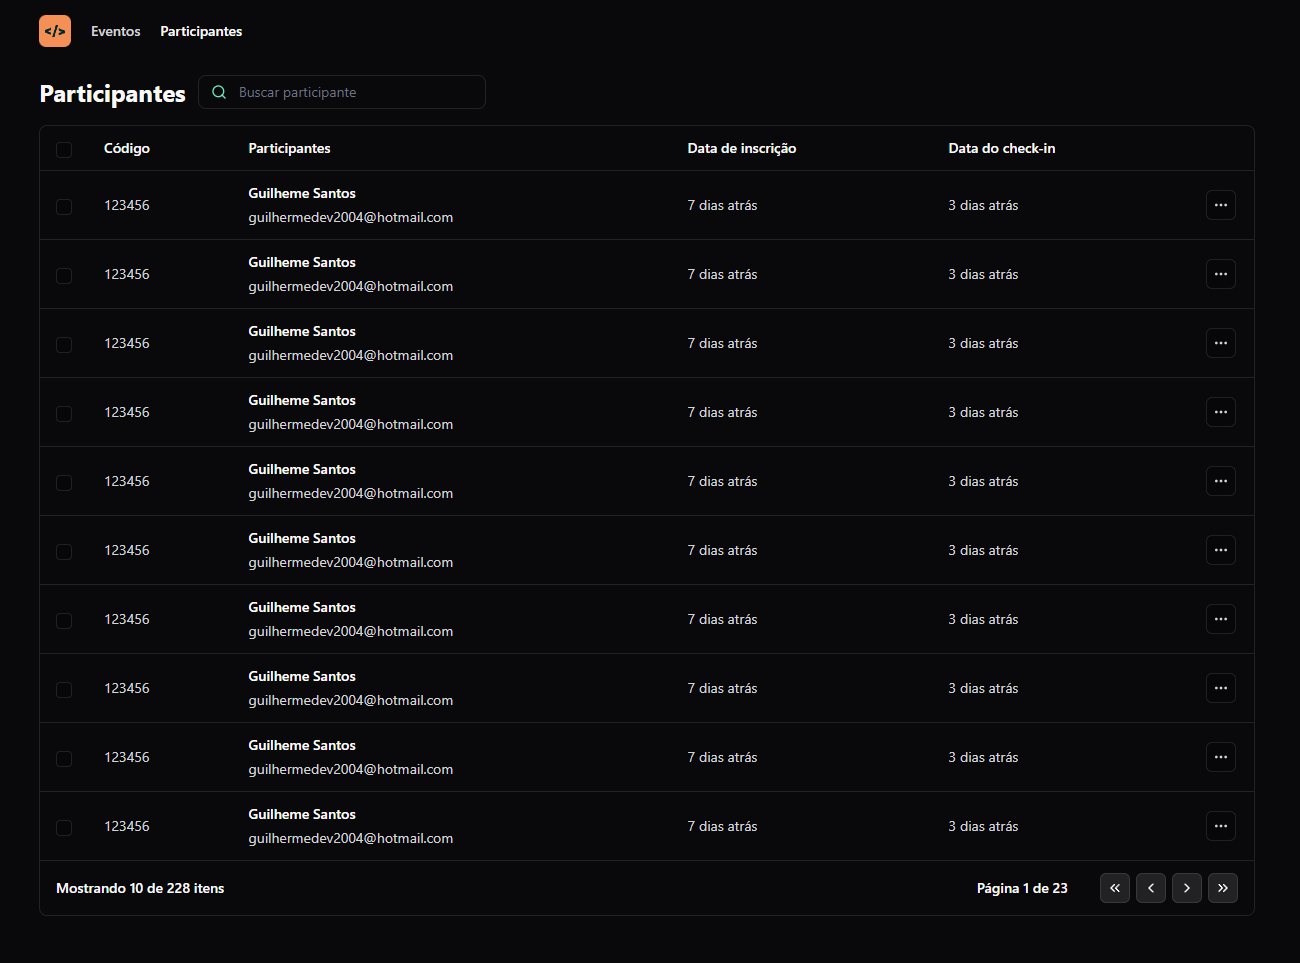 </> Eventos Participantes
Participantes Buscar participante
Código Participantes Data de inscrição Data do check-in
Guilheme Santos
123456 7 dias atrás 3 dias atrás
guilhermedev2004@hotmail.com
Guilheme Santos
123456 7 dias atrás 3 dias atrás
guilhermedev2004@hotmail.com
Guilheme Santos
123456 7 dias atrás 3 dias atrás
guilhermedev2004@hotmail.com
Guilheme Santos
123456 7 dias atrás 3 dias atrás
guilhermedev2004@hotmail.com
Guilheme Santos
123456 7 dias atrás 3 dias atrás
guilhermedev2004@hotmail.com
Guilheme Santos
123456 7 dias atrás 3 dias atrás
guilhermedev2004@hotmail.com
Guilheme Santos
123456 7 dias atrás 3 dias atrás
guilhermedev2004@hotmail.com
Guilheme Santos
123456 7 dias atrás 3 dias atrás
guilhermedev2004@hotmail.com
Guilheme Santos
123456 7 dias atrás 3 dias atrás
guilhermedev2004@hotmail.com
Guilheme Santos
123456 7 dias atrás 3 dias atrás
guilhermedev2004@hotmail.com
Mostrando 10 de 228 itens Página 1 de 23